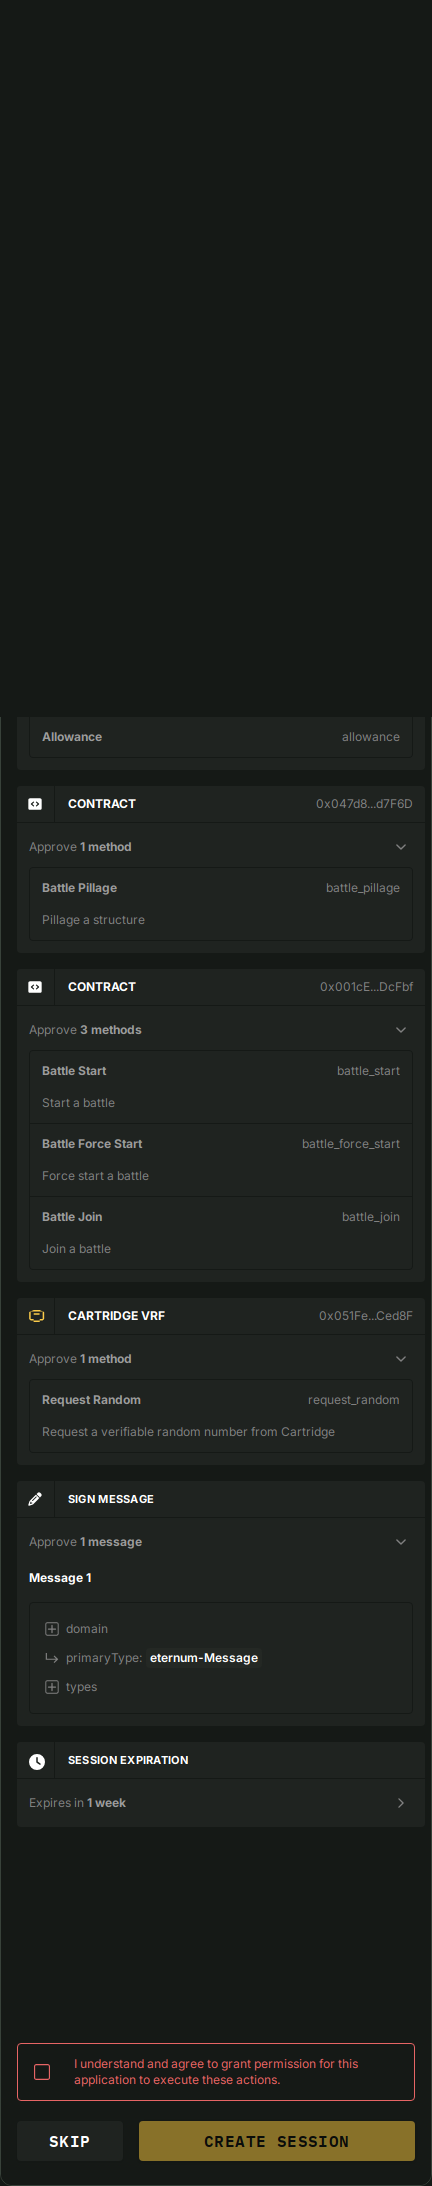 Allowance allowance
CONTRACT 0x047d8...d7F6D
Approve 1 method
Battle Pillage battle_pillage
Pillage a structure
CONTRACT 0x001cE...DcFbf
Approve 3 methods
Battle Start battle_start
Start a battle
Battle Force Start battle_force_start
Force start a battle
Battle Join battle_join
Join a battle
CARTRIDGE VRF 0x051Fe...Ced8F
Approve 1 method
Request Random request_random
Request a verifiable random number from Cartridge
SIGN MESSAGE
Approve 1 message
Message 1
domain
primaryType: eternum-Message
types
SESSION EXPIRATION
Expires in 1 week
I understand and agree to grant permission for this
application to execute these actions.
SKIP CREATE SESSION